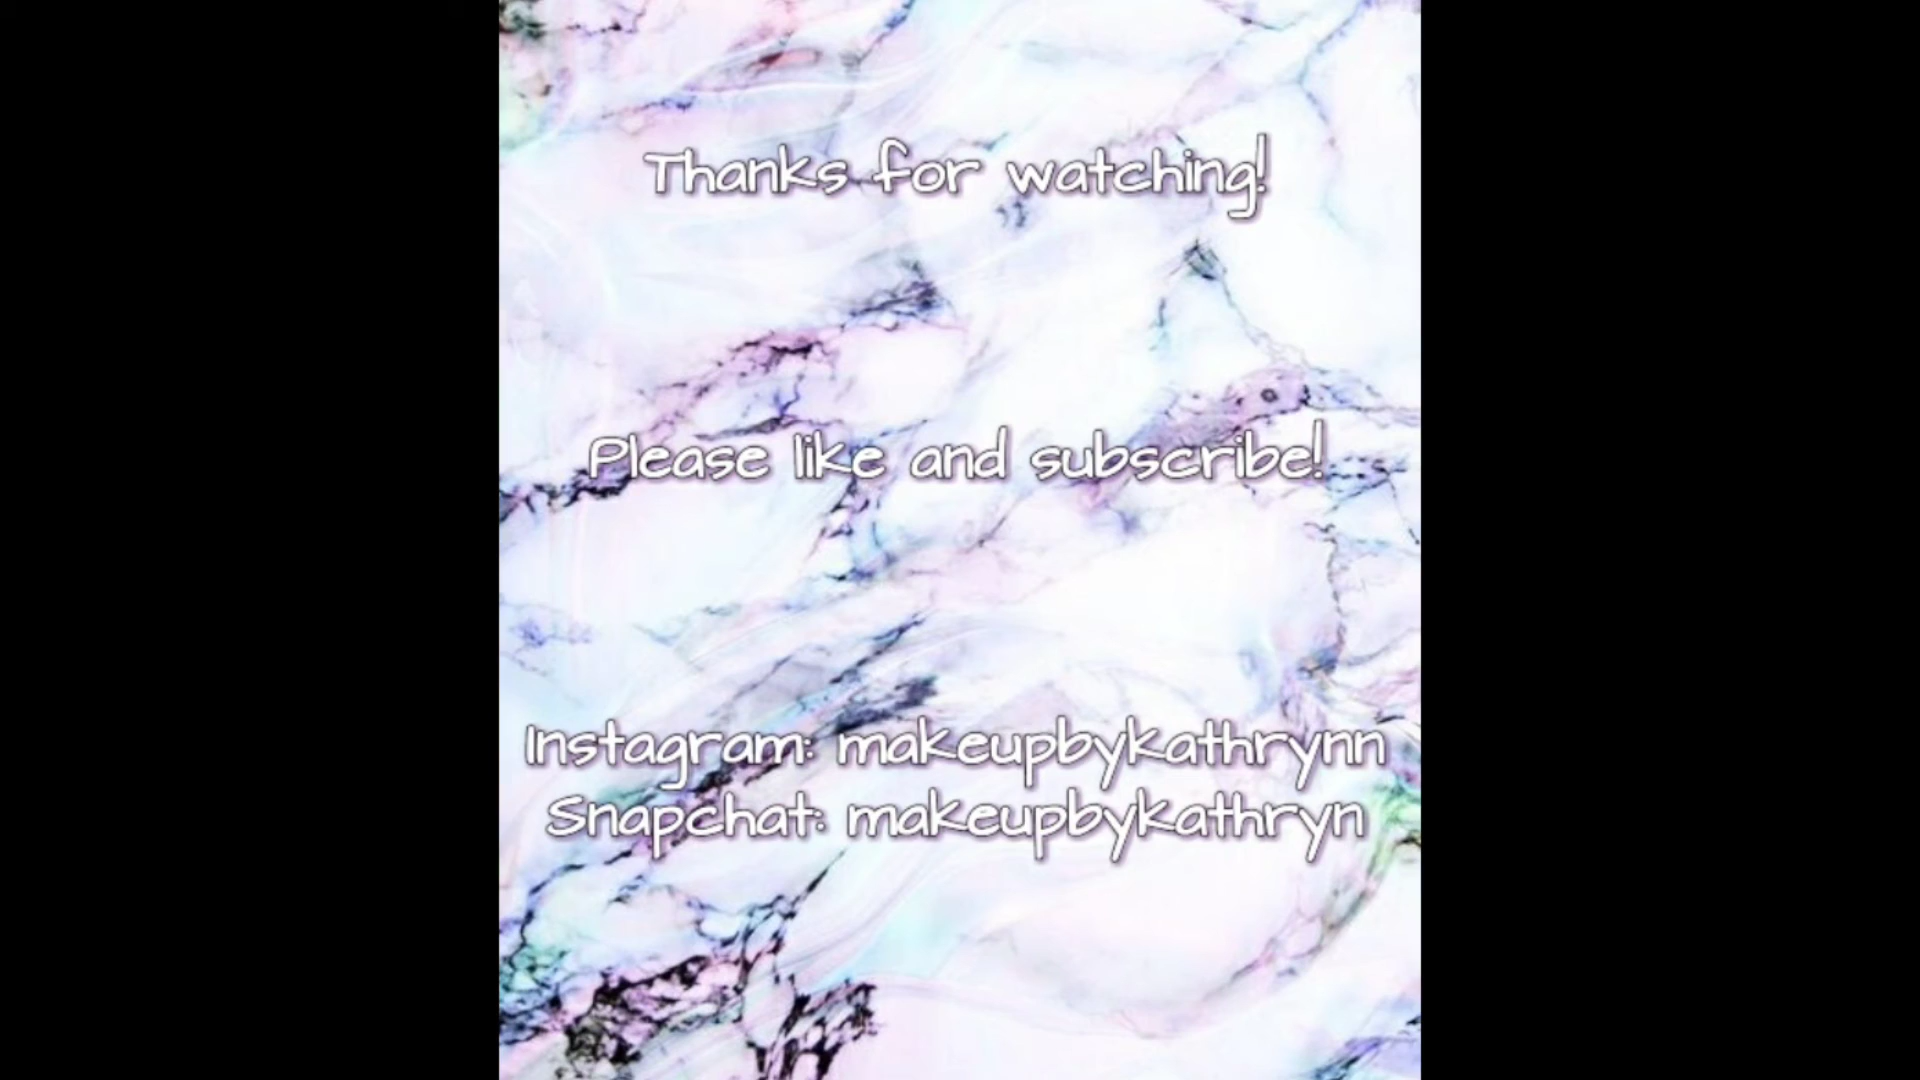 Thanks for watching!
Please like and subscribe!
Instagram: makeupbykathrynn
Snapchat: makeupbykathryn